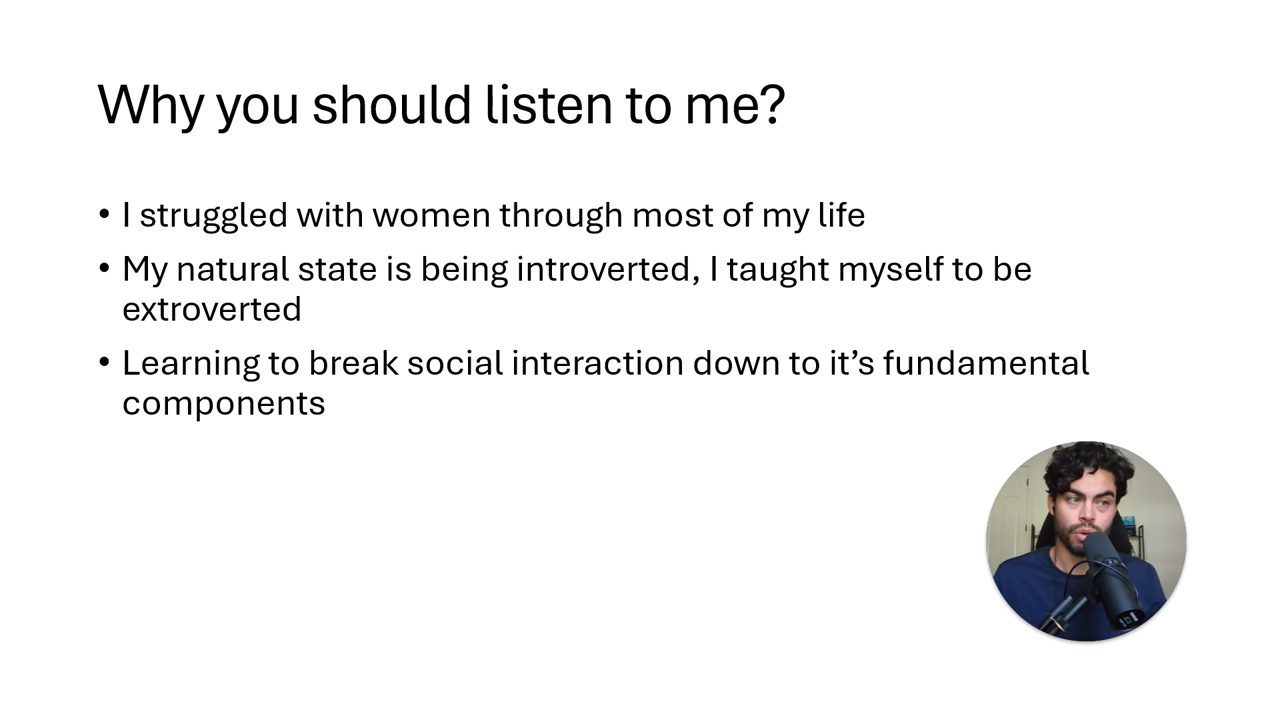 Why you should listen to me?
• I struggled with women through most of my life
• My natural state is being introverted, I taught myself to be
extroverted
• Learning to break social interaction down to it’s fundamental
components